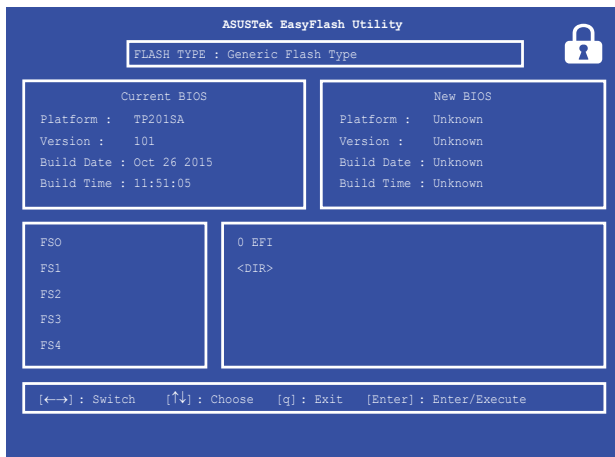 ASUSTek EasyFlash Utility
FLASH TYPE : Generic Flash Type
Current BIOS
Platform : TP201SA
Version : 101
Build Date : Oct 26 2015
Build Time : 11:51:05
New BIOS
Platform : Unknown
Version : Unknown
Build Date : Unknown
Build Time : Unknown
FSO
FS1
FS2
FS3
FS4
0 EFI
<DIR>
[←→] : Switch [↑↓] : Choose [q] : Exit [Enter] : Enter/Execute